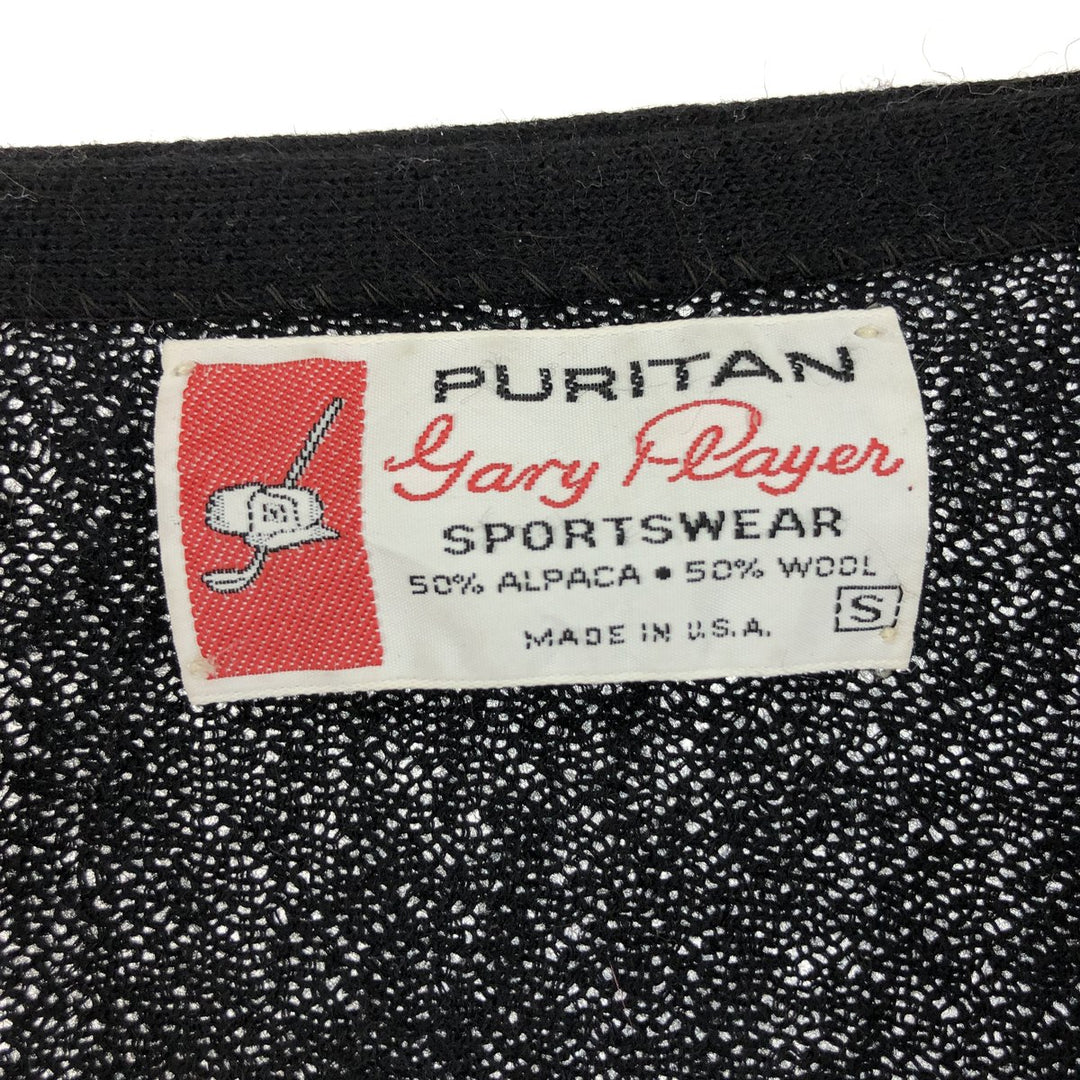 PURITAN
Gary Player
SPORTSWEAR
50% ALPACA • 50% WOOL
S
MADE IN U.S.A.